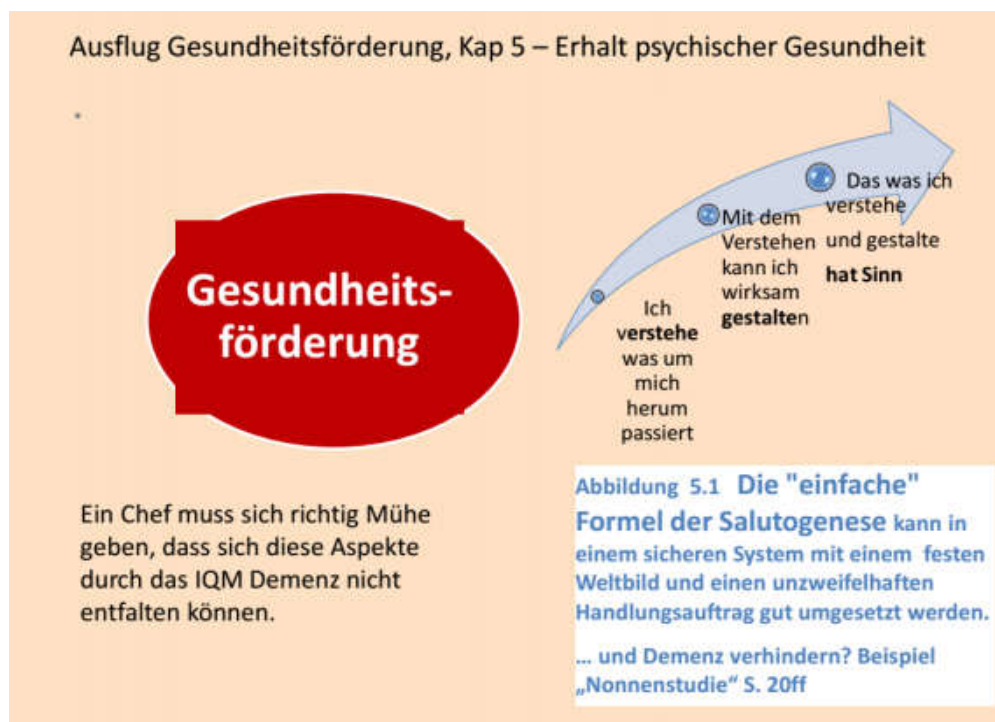 Ausflug Gesundheitsförderung, Kap 5 – Erhalt psychischer Gesundheit
Gesundheits-
förderung
Ich
verstehe
was um
mich
herum
passiert
Mit dem
Verstehen
kann ich
wirksam
gestalten
Das was ich
verstehe
und gestalte
hat Sinn
Ein Chef muss sich richtig Mühe
geben, dass sich diese Aspekte
durch das IQM Demenz nicht
entfalten können.
Abbildung 5.1 Die "einfache"
Formel der Salutogenese kann in
einem sicheren System mit einem festen
Weltbild und einen unzweifelhaften
Handlungsauftrag gut umgesetzt werden.
... und Demenz verhindern? Beispiel
„Nonnenstudie“ S. 20ff